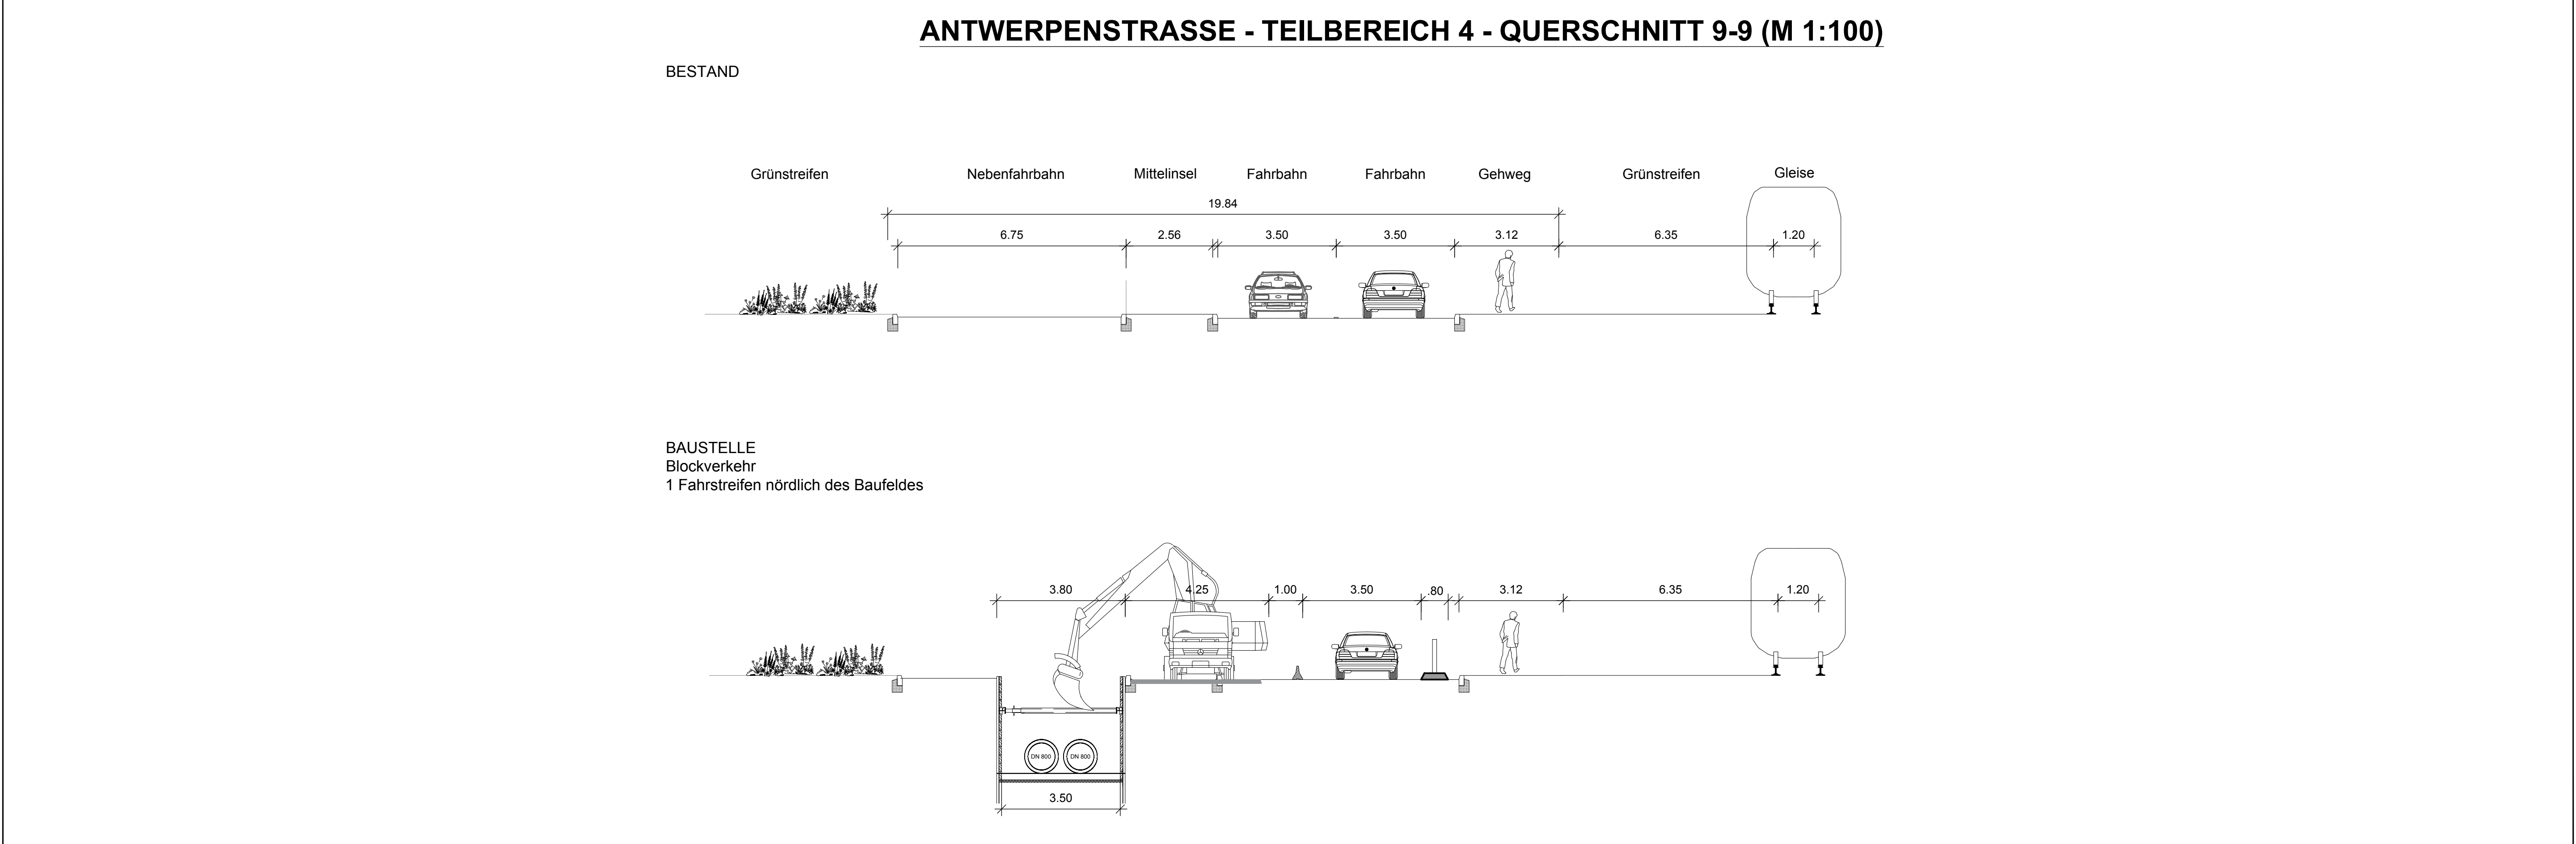 ANTWERPENSTRASSE - TEILBEREICH 4 - QUERSCHNITT 9-9 (M 1:100)
BESTAND
Grünstreifen Nebenfahrbahn Mittelinsel Fahrbahn Fahrbahn Gehweg Grünstreifen Gleise
19.84
6.75 2.56 3.50 3.50 3.12 6.35 1.20
BAUSTELLE
Blockverkehr
1 Fahrstreifen nördlich des Baufeldes
3.80 4.25 1.00 3.50 .80 3.12 6.35 1.20
DN 800 DN 800
3.50